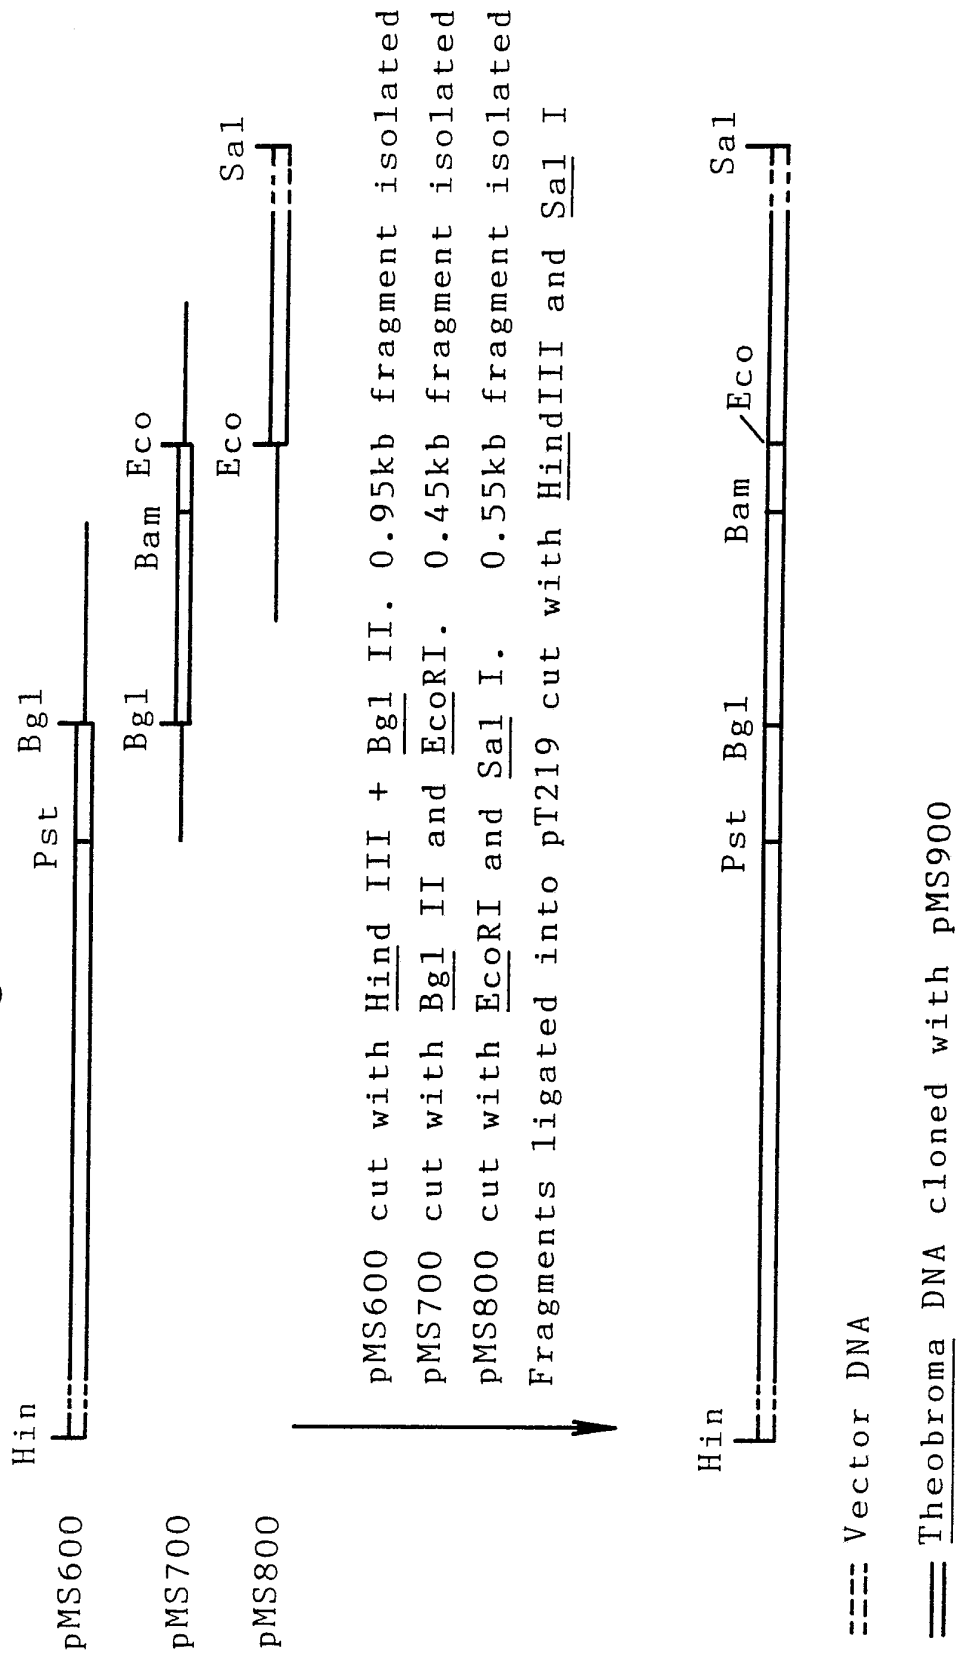 Hin
Pst
Bgl
pMS600
Bgl
Bam
Eco
pMS700
Eco
Sal
pMS800
pMS600 cut with Hind III + Bgl II. 0.95kb fragment isolated
pMS700 cut with Bgl II and EcoRI. 0.45kb fragment isolated
pMS800 cut with EcoRI and Sal I. 0.55kb fragment isolated
Fragments ligated into pT219 cut with HindIII and Sal I
Hin
Pst
Bgl
Bam
Eco
Sal
Vector DNA
Theobroma DNA cloned with pMS900